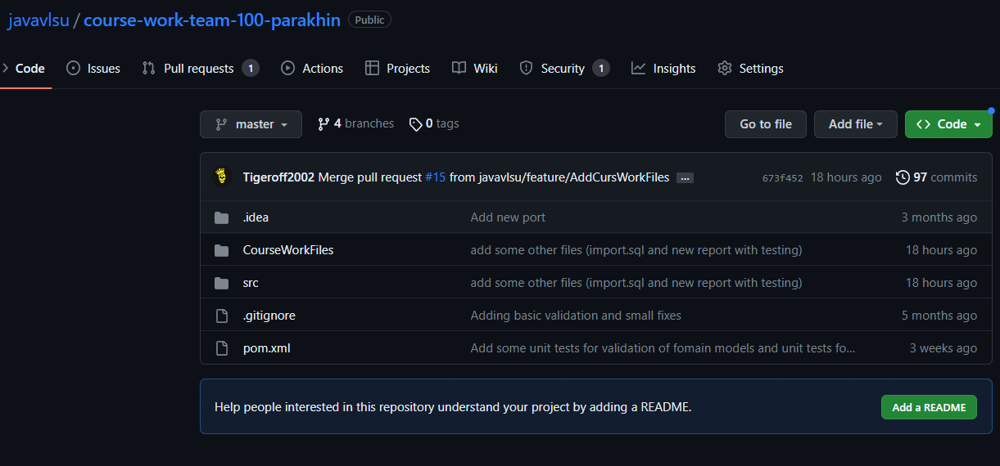 javavlsu / course-work-team-100-parakhin Public
Code Issues Pull requests 1 Actions Projects Wiki Security 1 Insights Settings
master 4 branches 0 tags Go to file Add file Code
Tigeroff2002 Merge pull request #15 from javavlsu/feature/AddCursWorkFiles ... 673f452 18 hours ago 97 commits
.idea Add new port 3 months ago
CourseWorkFiles add some other files (import.sql and new report with testing) 18 hours ago
src add some other files (import.sql and new report with testing) 18 hours ago
.gitignore Adding basic validation and small fixes 5 months ago
pom.xml Add some unit tests for validation of fomain models and unit tests fo... 3 weeks ago
Help people interested in this repository understand your project by adding a README. Add a README